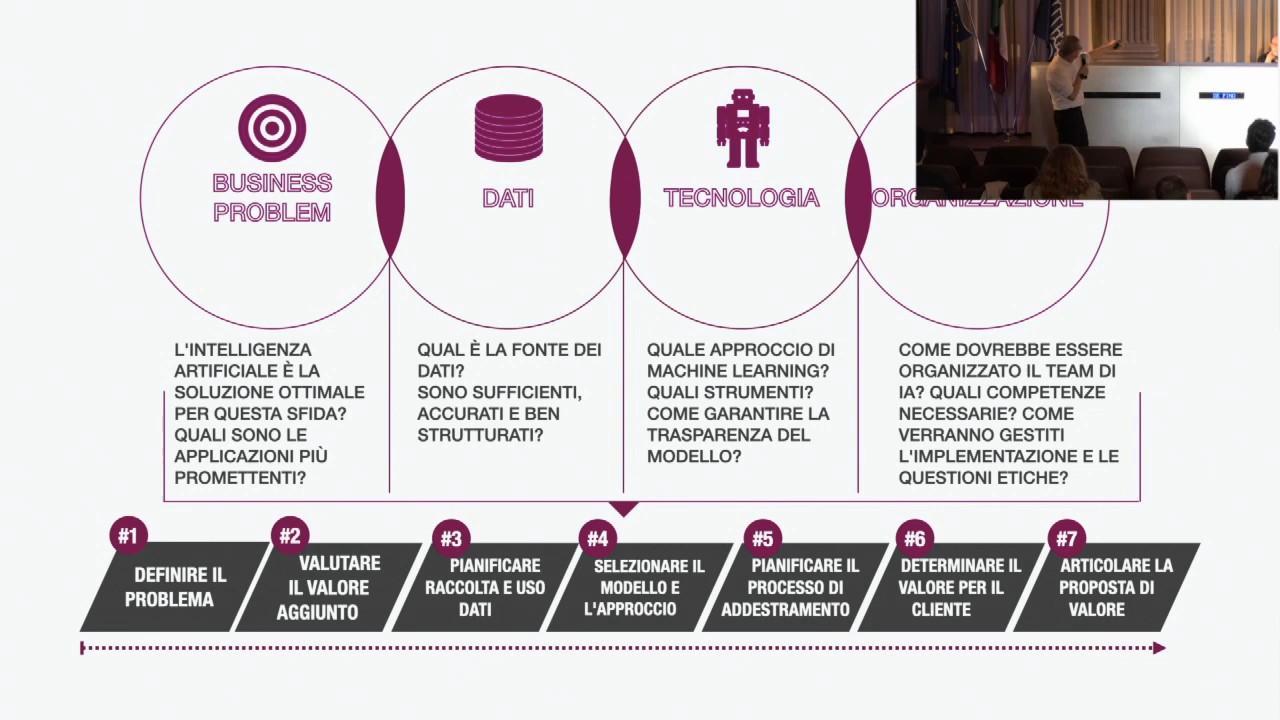 BUSINESS
PROBLEM
DATI
TECNOLOGIA
ORGANIZZAZIONE
L'INTELLIGENZA
ARTIFICIALE È LA
SOLUZIONE OTTIMALE
PER QUESTA SFIDA?
QUALI SONO LE
APPLICAZIONI PIÙ
PROMETTENTI?
QUAL È LA FONTE DEI
DATI?
SONO SUFFICIENTI,
ACCURATI E BEN
STRUTTURATI?
QUALE APPROCCIO DI
MACHINE LEARNING?
QUALI STRUMENTI?
COME GARANTIRE LA
TRASPARENZA DEL
MODELLO?
COME DOVREBBE ESSERE
ORGANIZZATO IL TEAM DI
IA? QUALI COMPETENZE
NECESSARIE? COME
VERRANNO GESTITI
L'IMPLEMENTAZIONE E LE
QUESTIONI ETICHE?
#1
DEFINIRE IL
PROBLEMA
#2
VALUTARE
IL VALORE
AGGIUNTO
#3
PIANIFICARE
RACCOLTA E USO
DATI
#4
SELEZIONARE IL
MODELLO E
L'APPROCCIO
#5
PIANIFICARE IL
PROCESSO DI
ADDESTRAMENTO
#6
DETERMINARE IL
VALORE PER IL
CLIENTE
#7
ARTICOLARE LA
PROPOSTA DI
VALORE